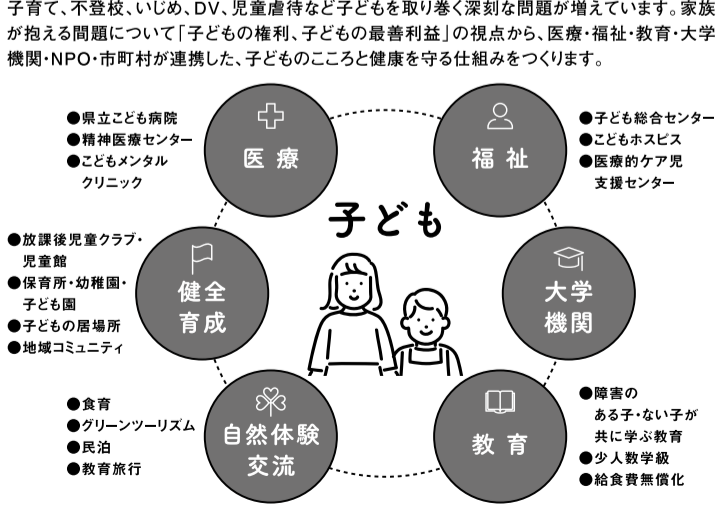 子育て、不登校、いじめ、DV、児童虐待など子どもを取り巻く深刻な問題が増えています。家族
が抱える問題について「子どもの権利、子どもの最善利益」の視点から、医療・福祉・教育・大学
機関・NPO・市町村が連携した、子どものこころと健康を守る仕組みをつくります。
●県立こども病院
●精神医療センター
●こどもメンタル
クリニック
医療
福祉
●子ども総合センター
●こどもホスピス
●医療的ケア児
支援センター
子ども
●放課後児童クラブ・
児童館
●保育所・幼稚園・
子ども園
●子どもの居場所
●地域コミュニティ
健全
育成
大学
機関
●食育
●グリーンツーリズム
●民泊
●教育旅行
自然体験
交流
教育
●障害の
ある子・ない子が
共に学ぶ教育
●少人数学級
●給食費無償化